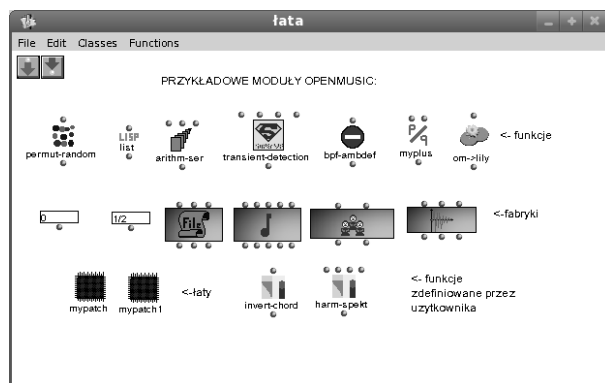 łata
File Edit Classes Functions
PRZYKŁADOWE MODUŁY OPENMUSIC:
LISP
P/q
permut-random list arithm-ser transient-detection bpf-ambdef myplus om->lily <- funkcje
0 1/2 File <-fabryki
mypatch mypatch1 <-łaty invert-chord harm-spekt <- funkcje
zdefiniowane przez
uzytkownika